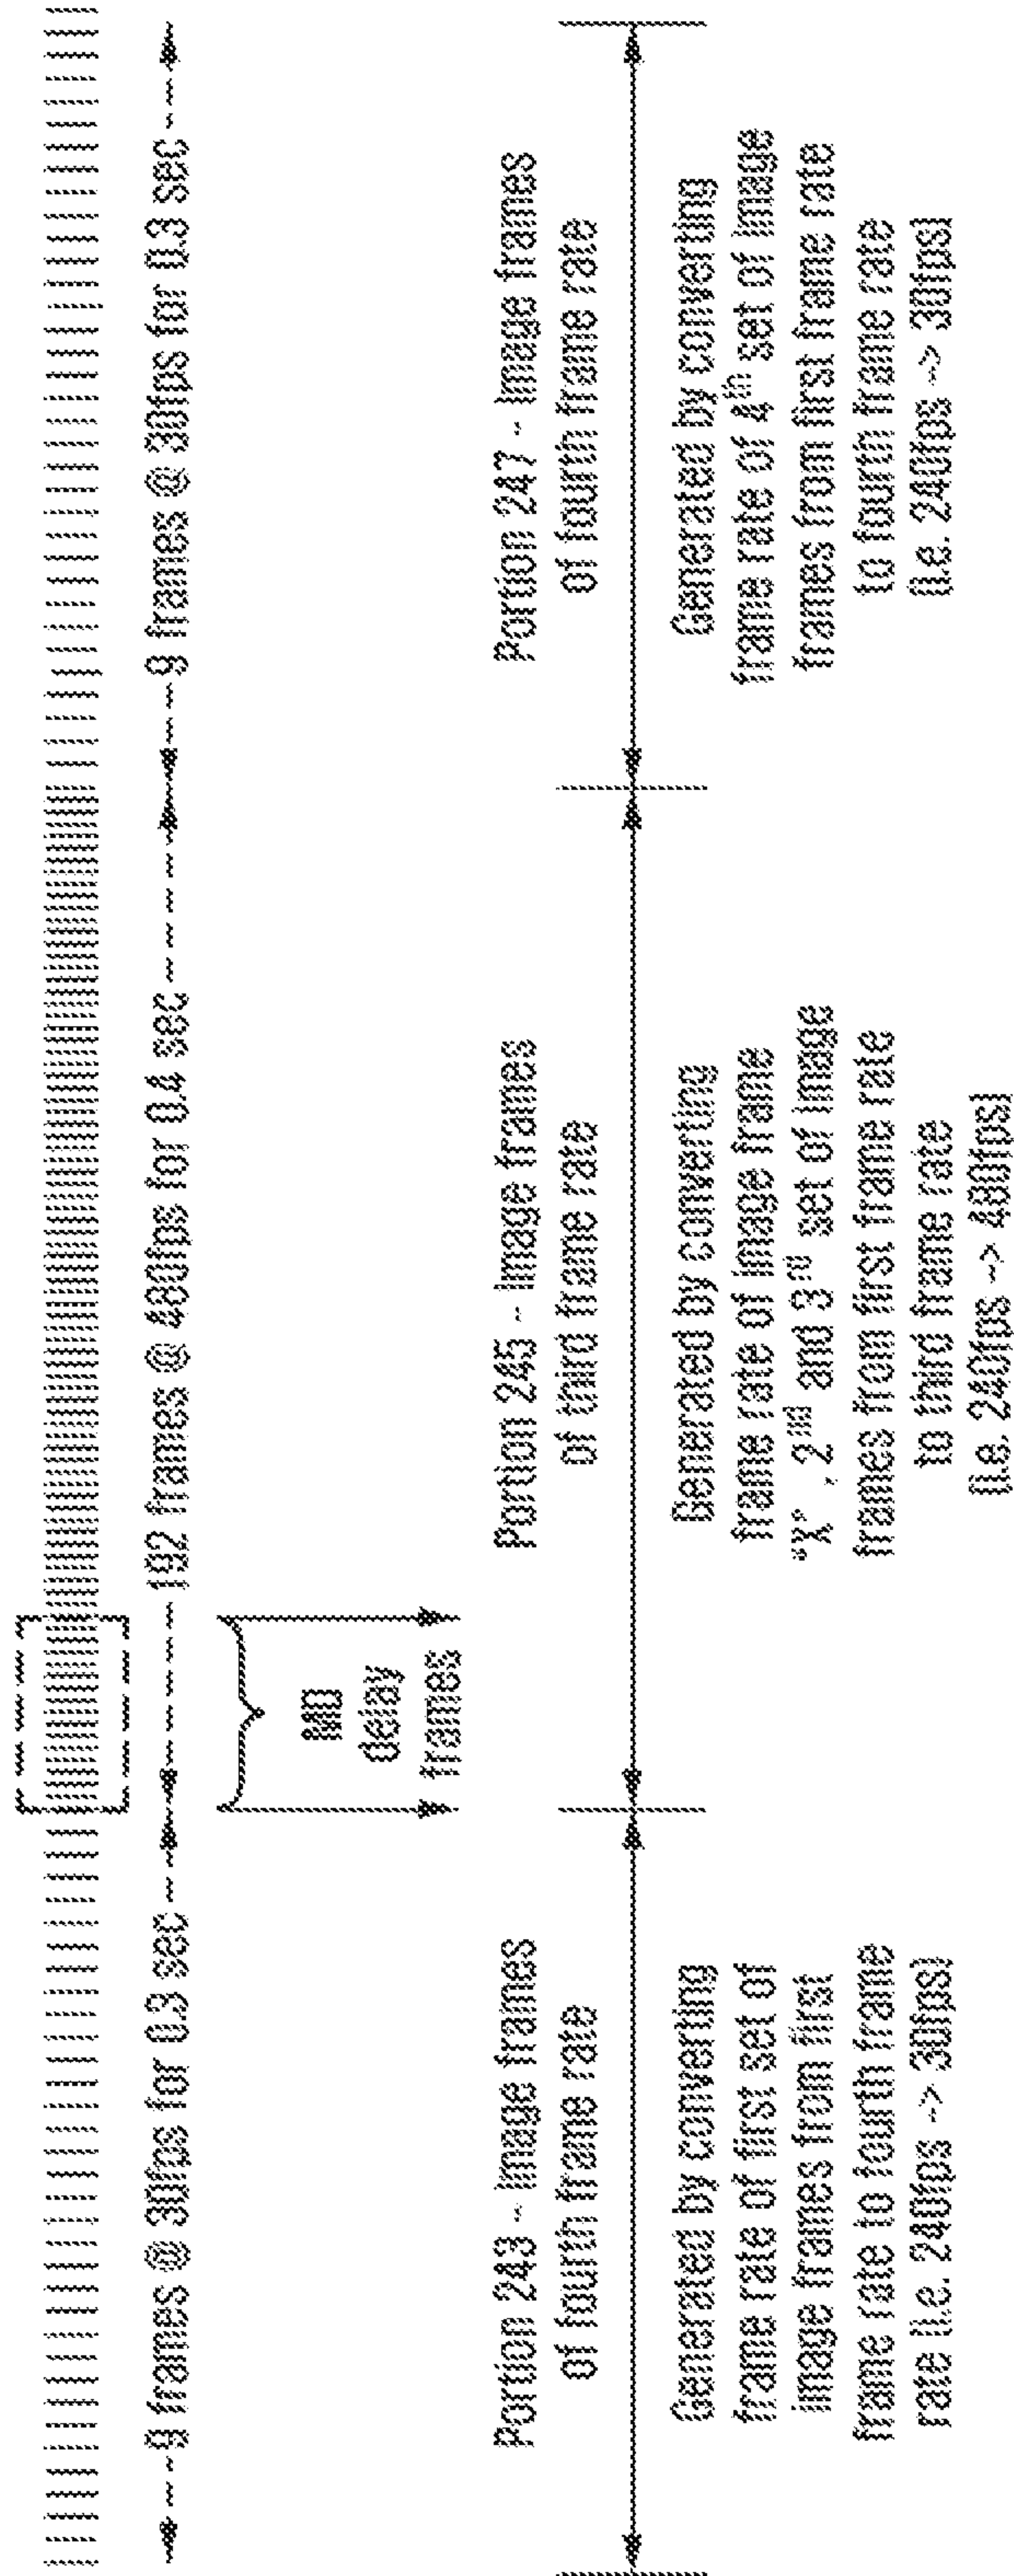 9 frames @ 30fps for 0.3 sec
192 frames @ 480fps for 0.4 sec
9 frames @ 30fps for 0.3 sec
MD
delay
frames
Portion 243 - Image frames
of fourth frame rate
Portion 245 - Image frames
of third frame rate
Portion 247 - Image frames
of fourth frame rate
Generated by converting
frame rate of first set of
image frames from first
frame rate to fourth frame
rate (i.e. 240fps -> 30fps)
Generated by converting
frame rate of image frame
"X", 2nd and 3rd set of image
frames from first frame rate
to third frame rate
(i.e. 240fps -> 480fps)
Generated by converting
frame rate of 4th set of image
frames from first frame rate
to fourth frame rate
(i.e. 240fps -> 30fps)